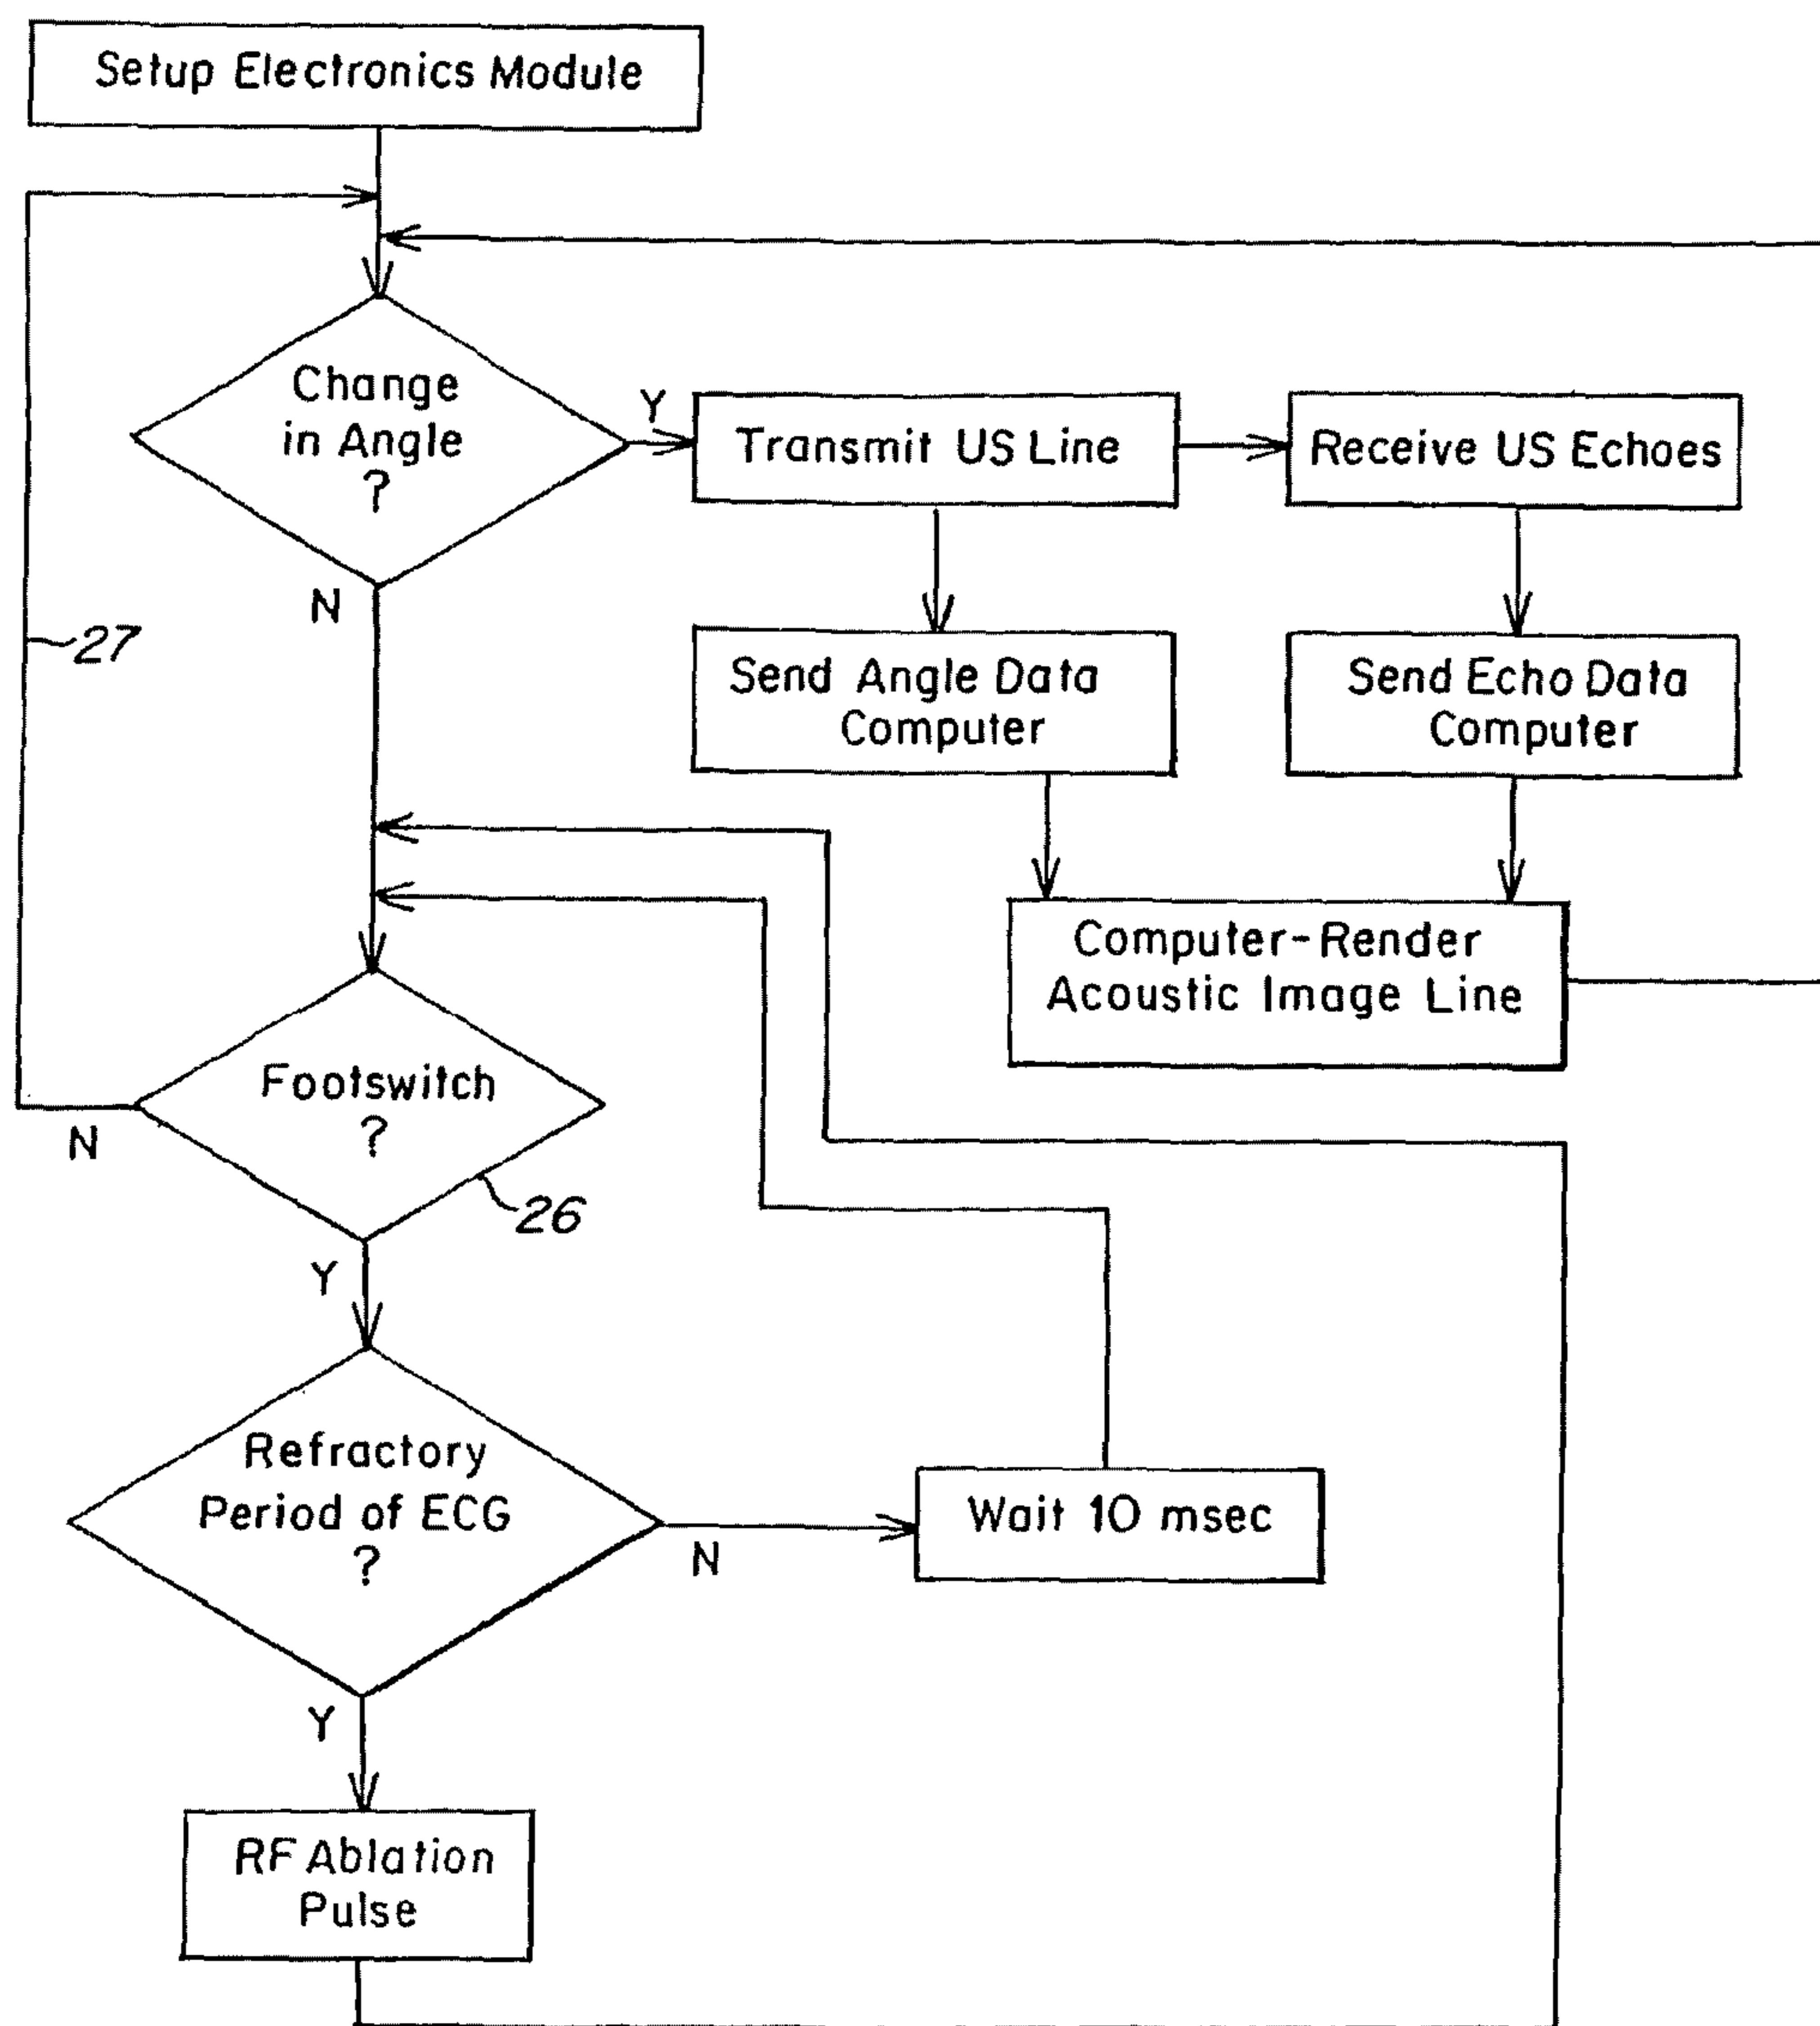 Setup Electronics Module
Change
in Angle
?
Y
Transmit US Line
Receive US Echoes
N
27
Send Angle Data
Computer
Send Echo Data
Computer
Computer-Render
Acoustic Image Line
Footswitch
?
N
26
Y
Refractory
Period of ECG
?
N
Wait 10 msec
Y
RF Ablation
Pulse